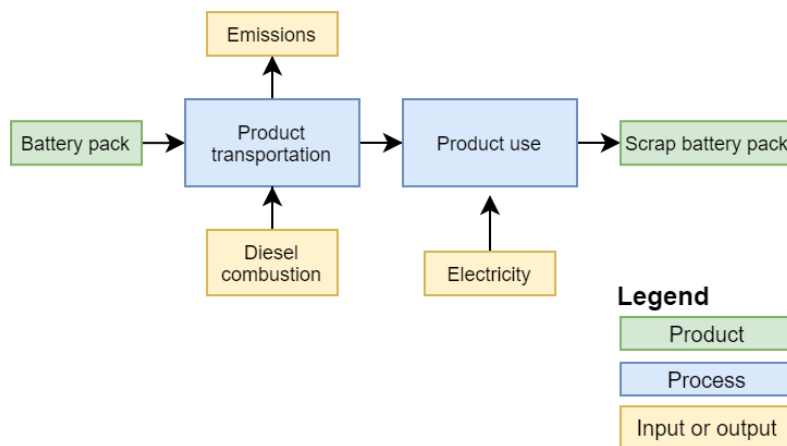 Emissions
Battery pack
Product
transportation
Product use
Scrap battery pack
Diesel
combustion
Electricity
Legend
Product
Process
Input or output